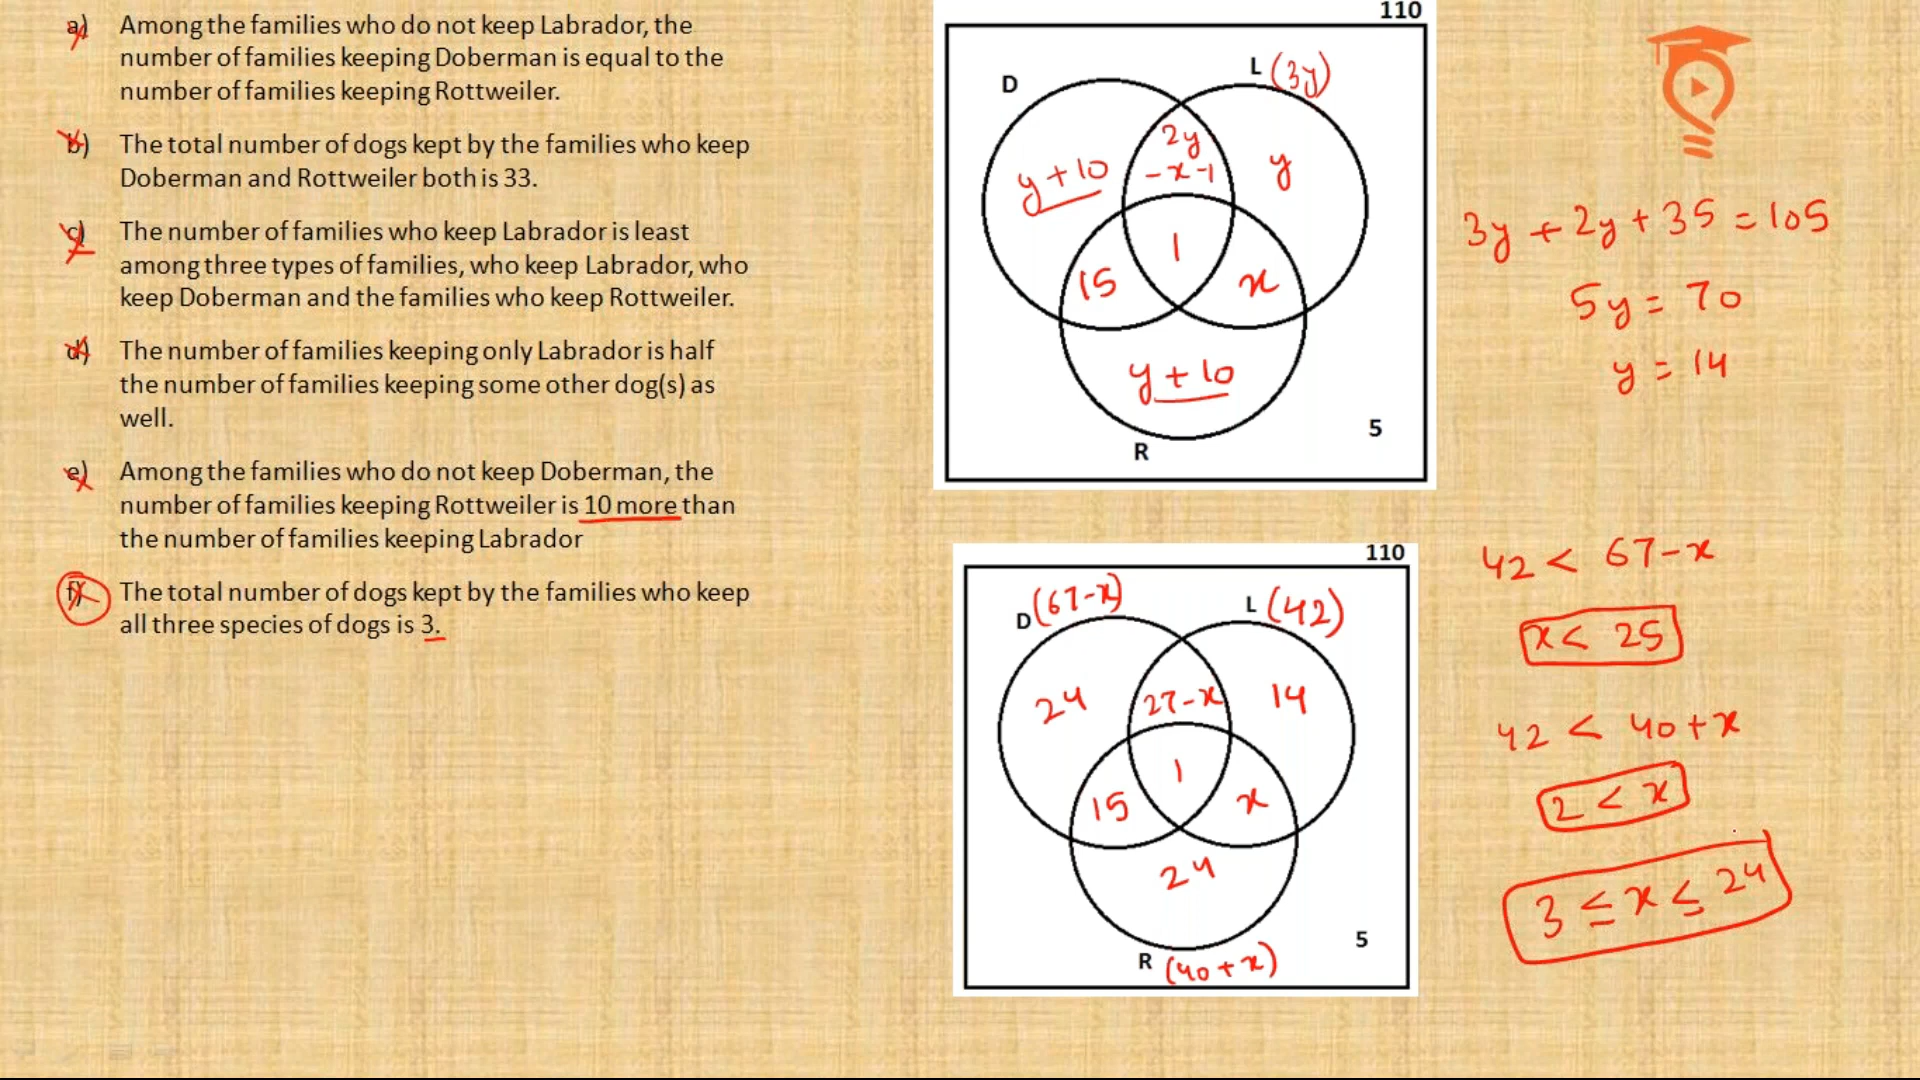 a) Among the families who do not keep Labrador, the
number of families keeping Doberman is equal to the
number of families keeping Rottweiler.
b) The total number of dogs kept by the families who keep
Doberman and Rottweiler both is 33.
c) The number of families who keep Labrador is least
among three types of families, who keep Labrador, who
keep Doberman and the families who keep Rottweiler.
d) The number of families keeping only Labrador is half
the number of families keeping some other dog(s) as
well.
e) Among the families who do not keep Doberman, the
number of families keeping Rottweiler is 10 more than
the number of families keeping Labrador
f) The total number of dogs kept by the families who keep
all three species of dogs is 3.
110
D
L (3y)
y + 10
2y
- x - 1
y
1
15
x
y + 10
R
5
3y + 2y + 35 = 105
5y = 70
y = 14
110
D (67-x)
L (42)
24
27-x
14
1
15
x
24
5
R (40+x)
42 < 67-x
x < 25
42 < 40+x
2 < x
3 ≤ x ≤ 24